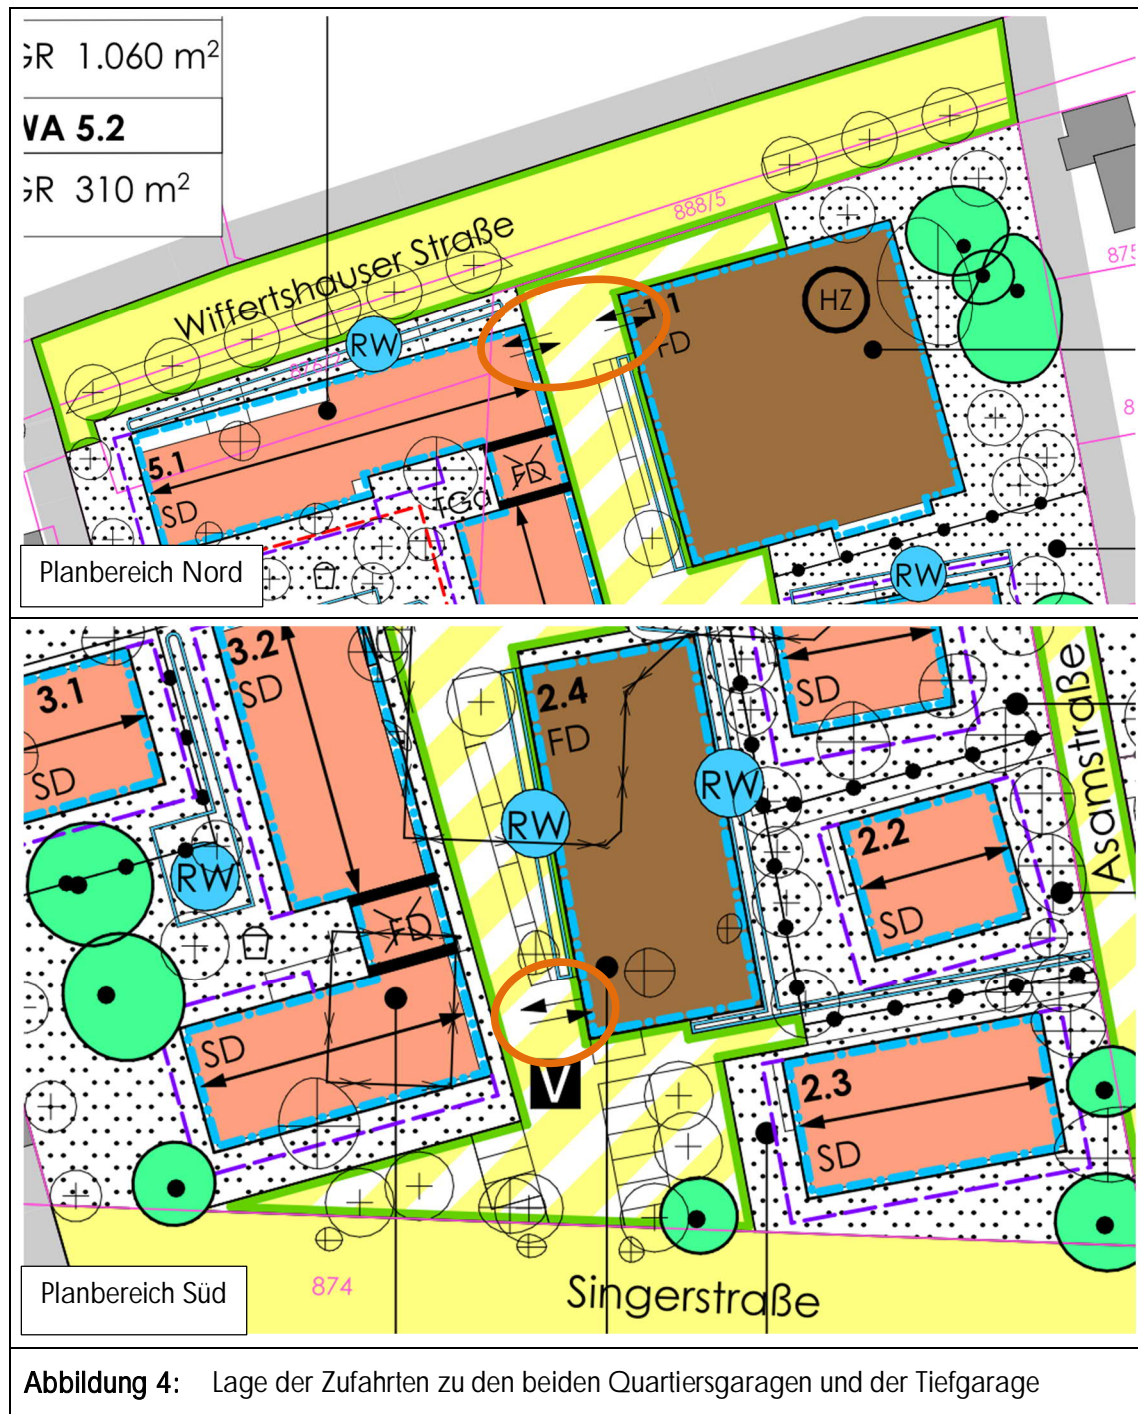 GR 1.060 m²
WA 5.2
GR 310 m²
Wiffertshauser Straße
888/5
875
8
RW
1.1
FD
HZ
5.1
SD
FD
TGa
RW
Planbereich Nord
3.2
SD
3.1
SD
2.4
FD
SD
RW
RW
RW
2.2
SD
Asamstraße
FD
SD
V
2.3
SD
874
Singerstraße
Planbereich Süd
Abbildung 4: Lage der Zufahrten zu den beiden Quartiersgaragen und der Tiefgarage